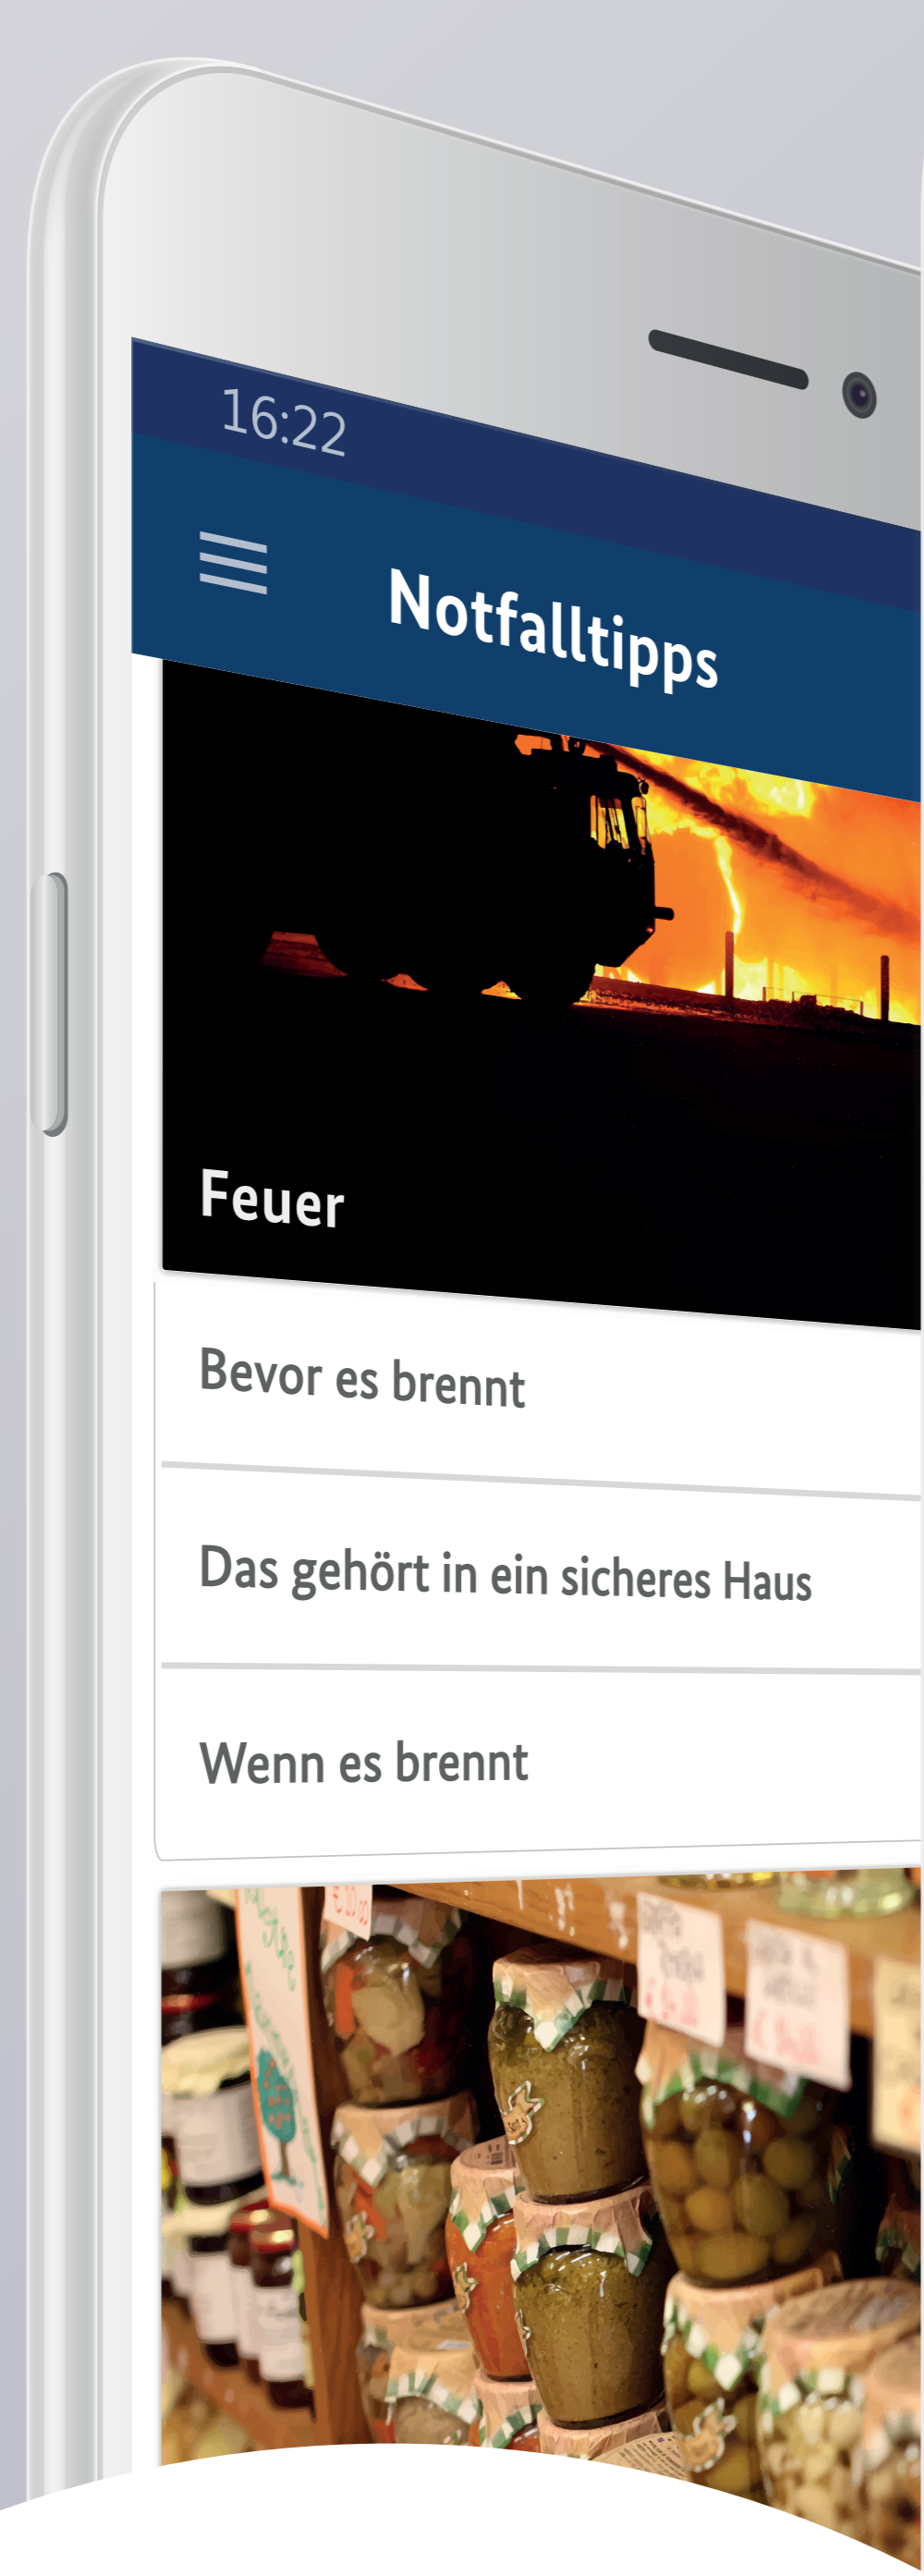 16:22
Notfalltipps
Feuer
Bevor es brennt
Das gehört in ein sicheres Haus
Wenn es brennt